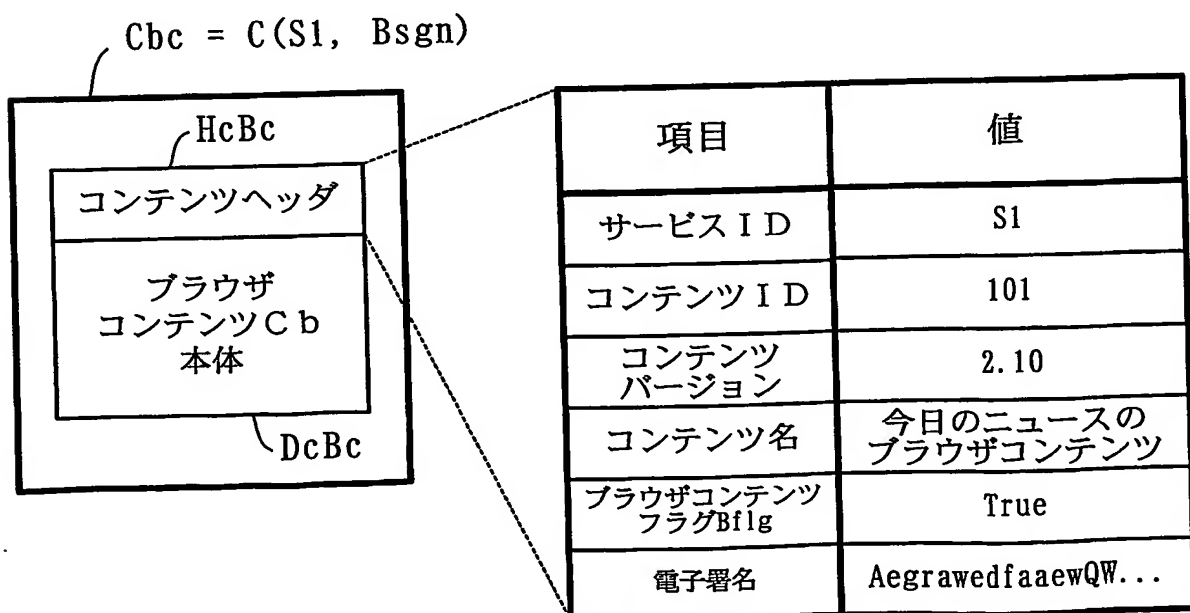 Cbc = C(S1, Bsgn)
HcBc
コンテンツヘッダ
ブラウザ
コンテンツＣｂ
本体
DcBc
項目
値
サービスＩＤ
S1
コンテンツＩＤ
101
コンテンツ
バージョン
2.10
コンテンツ名
今日のニュースの
ブラウザコンテンツ
ブラウザコンテンツ
フラグBflg
True
電子署名
AegrawedfaaewQW...